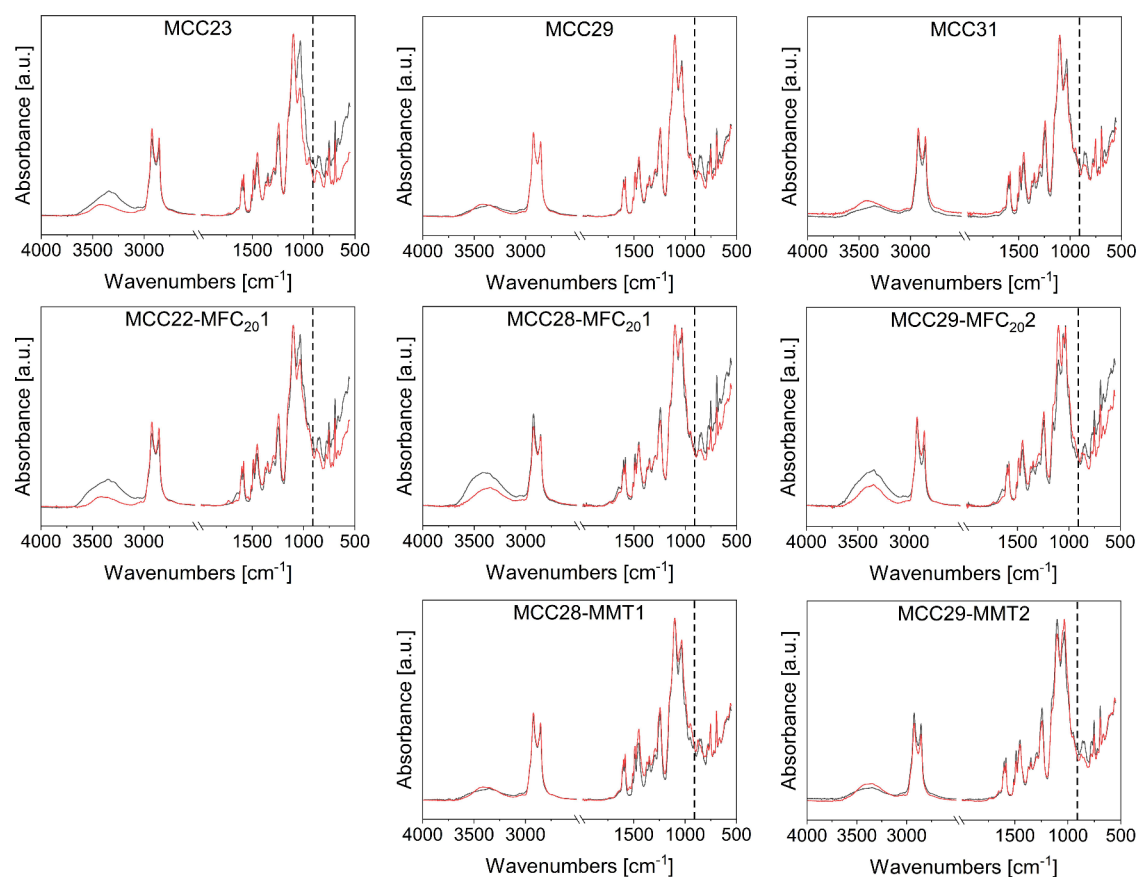 MCC23
Absorbance [a.u.]
4000 3500 3000 1500 1000 500
Wavenumbers [cm⁻¹]
MCC29
Absorbance [a.u.]
4000 3500 3000 1500 1000 500
Wavenumbers [cm⁻¹]
MCC31
Absorbance [a.u.]
4000 3500 3000 1500 1000 500
Wavenumbers [cm⁻¹]
MCC22-MFC₂₀1
Absorbance [a.u.]
4000 3500 3000 1500 1000 500
Wavenumbers [cm⁻¹]
MCC28-MFC₂₀1
Absorbance [a.u.]
4000 3500 3000 1500 1000 500
Wavenumbers [cm⁻¹]
MCC29-MFC₂₀2
Absorbance [a.u.]
4000 3500 3000 1500 1000 500
Wavenumbers [cm⁻¹]
MCC28-MMT1
Absorbance [a.u.]
4000 3000 1500 1000 500
Wavenumbers [cm⁻¹]
MCC29-MMT2
Absorbance [a.u.]
4000 3000 1500 1000 500
Wavenumbers [cm⁻¹]